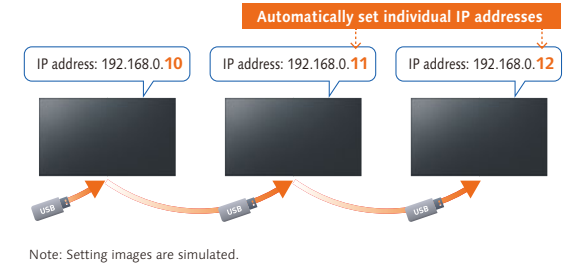 Automatically set individual IP addresses
IP address: 192.168.0.10
IP address: 192.168.0.11
IP address: 192.168.0.12
USB
USB
USB
Note: Setting images are simulated.